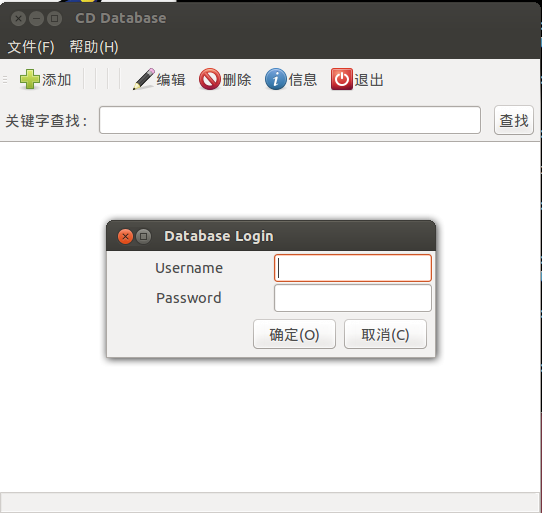 CD Database
文件(F) 帮助(H)
添加 编辑 删除 信息 退出
关键字查找: 查找
Database Login
Username
Password
确定(O) 取消(C)